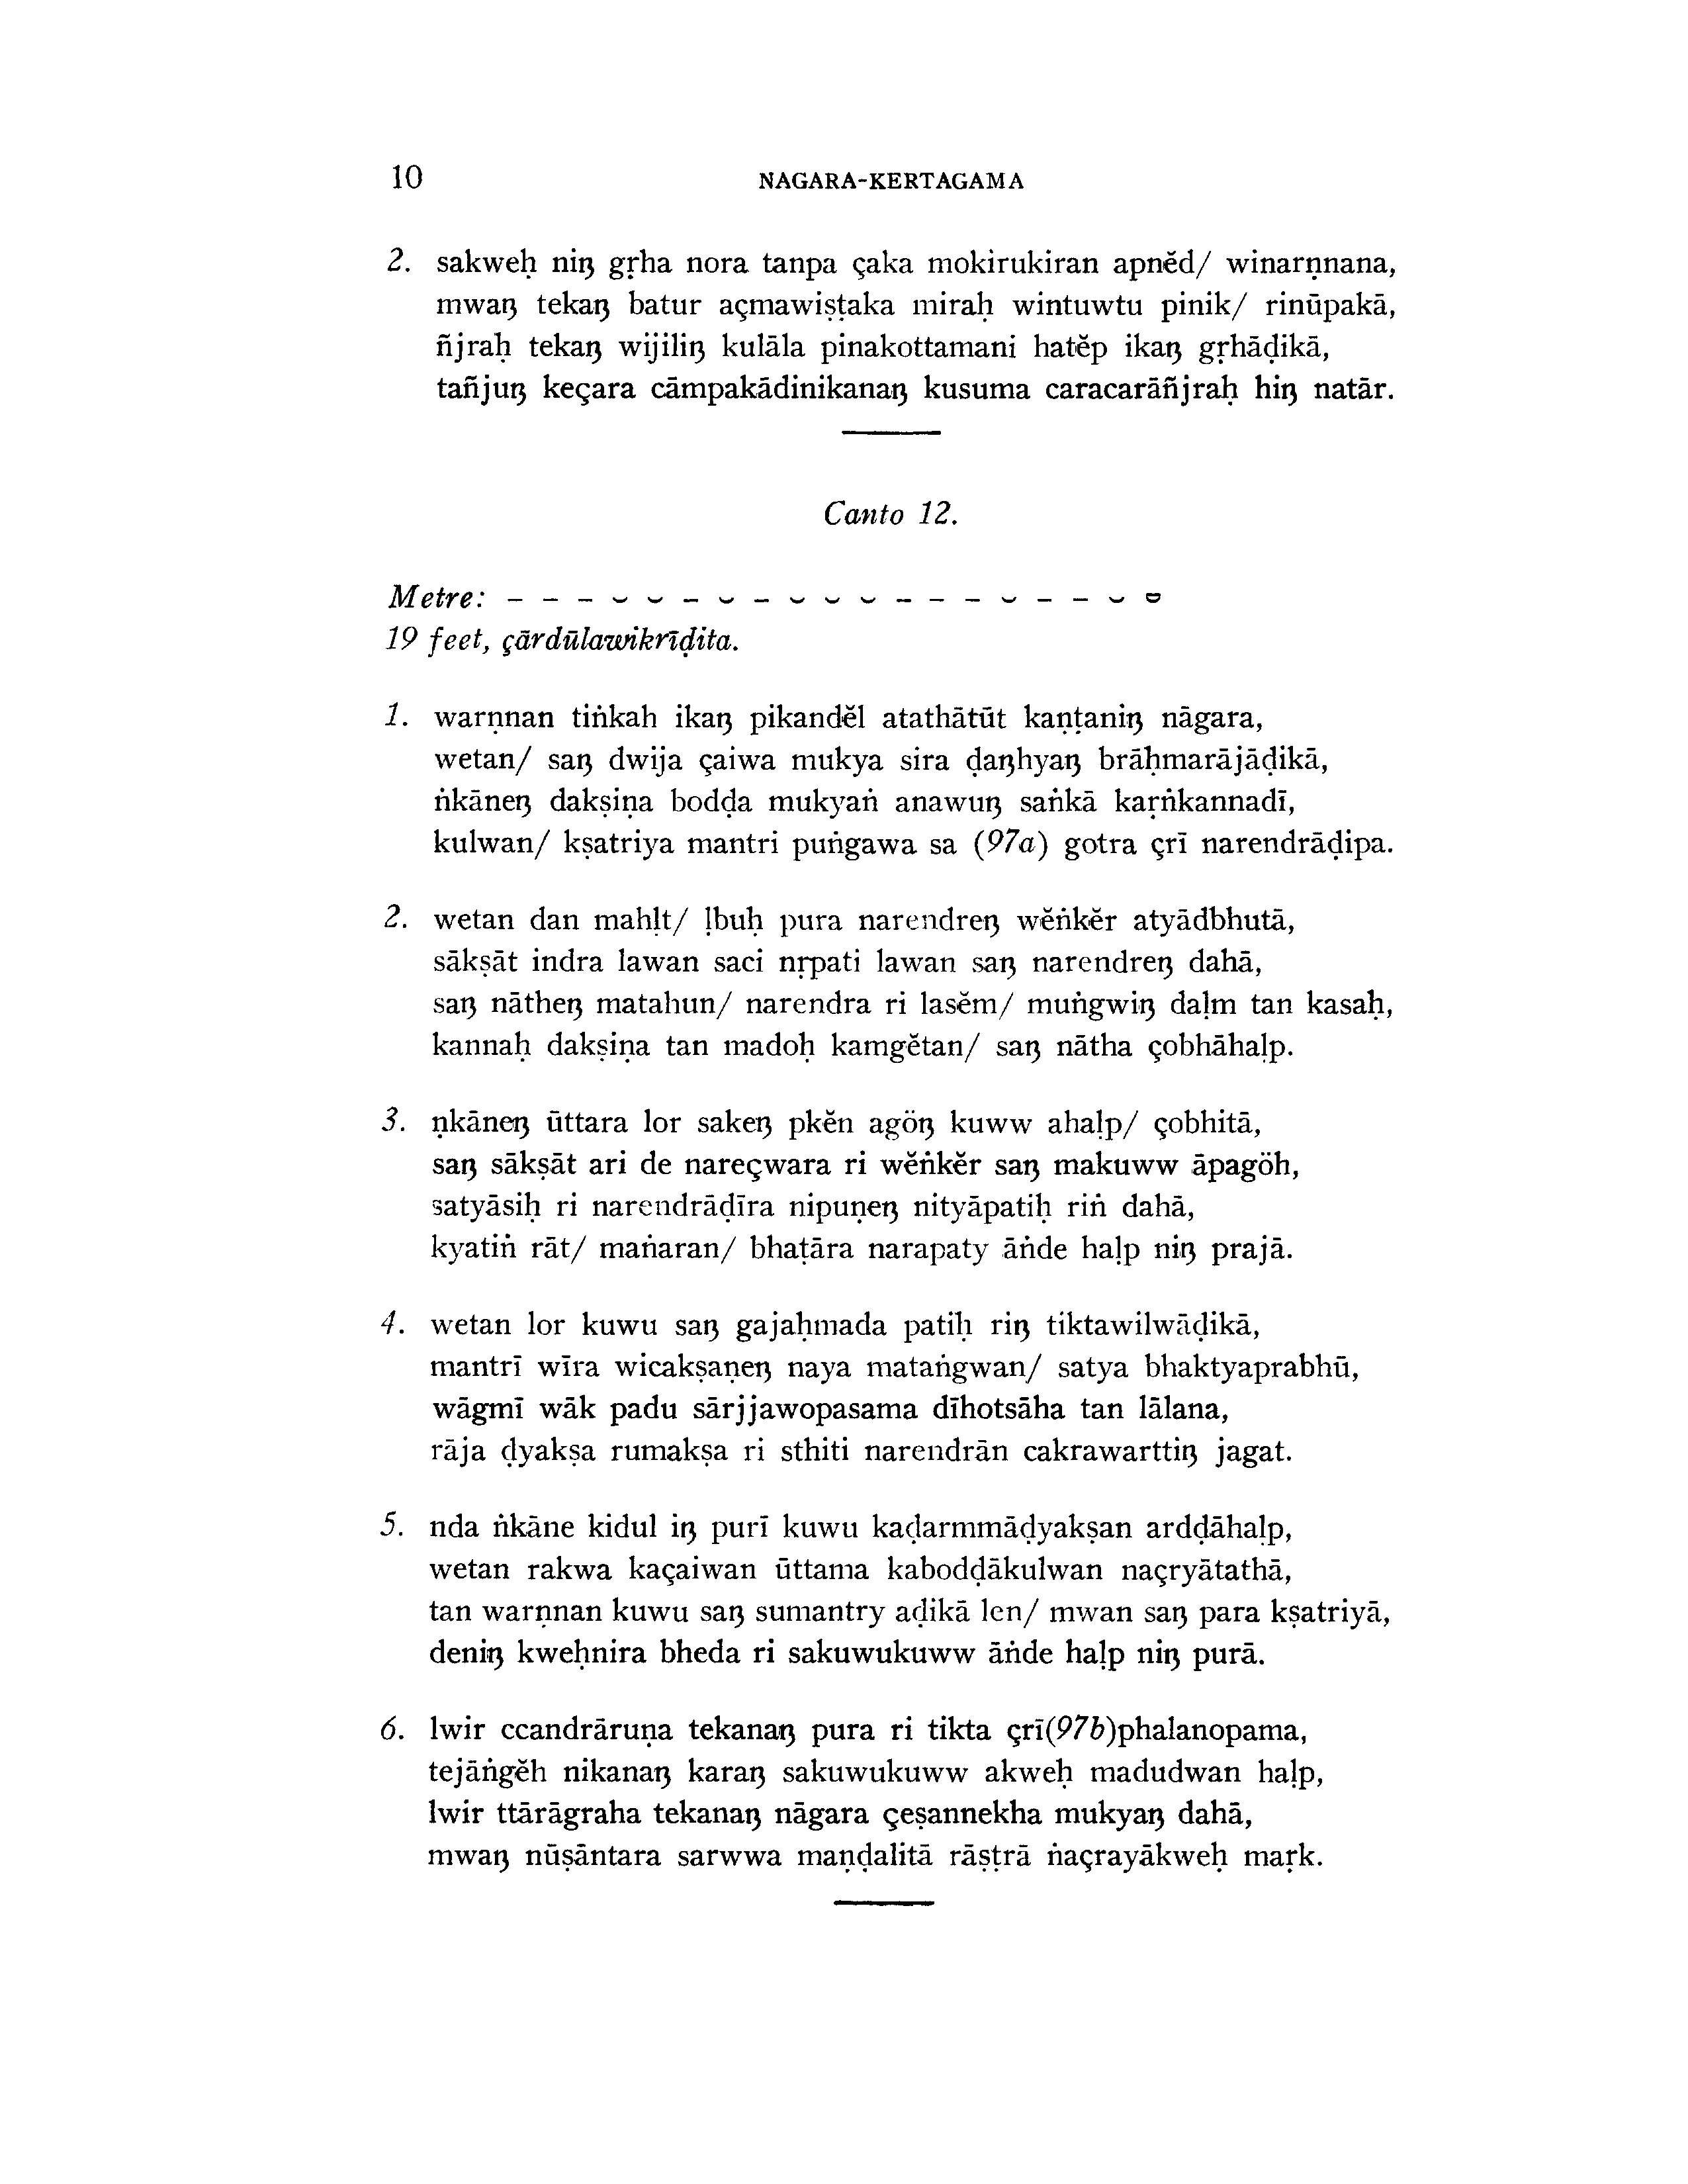 10 NAGARA-KERTAGAMA
2. sakweḥ niŋ gṛha nora tanpa çaka mokirukiran apnĕd/ winarṇnana,
mwaŋ tekaŋ batur açmawiṣṭaka miraḥ wintuwtu pinik/ rinūpakā,
ñjraḥ tekaŋ wijiliŋ kulāla pinakottamani hatĕp ikaŋ gṛhāḍikā,
tañjuŋ keçara cāmpakādinikanaŋ kusuma caracarāñjraḥ hiŋ natār.
Canto 12.
Metre: – – – ⏑ ⏑ – ⏑ – ⏑ ⏑ ⏑ – – – ⏑ – – ⏑ ⏓
19 feet, çārdūlawikrīḍita.
1. warṇnan tiṅkah ikaŋ pikandĕl atathātūt kaṇṭaniŋ nāgara,
wetan/ saŋ dwija çaiwa mukya sira ḍaŋhyaŋ brāḥmarājāḍikā,
ṅkāneŋ dakṣiṇa bodḍa mukyaṅ anawuŋ saṅkā kaṛṅkannadī,
kulwan/ kṣatriya mantri puṅgawa sa (97a) gotra çrī narendrāḍipa.
2. wetan dan mahḷt/ ḷbuḥ pura narendreŋ wĕṅkĕr atyādbhutā,
sākṣāt indra lawan saci nṛpati lawan saŋ narendreŋ dahā,
saŋ nātheŋ matahun/ narendra ri lasĕm/ muṅgwiŋ daḷm tan kasaḥ,
kannaḥ dakṣiṇa tan madoḥ kamgĕtan/ saŋ nātha çobhāhaḷp.
3. ṇkāneŋ ūttara lor sakeŋ pkĕn agöŋ kuww ahaḷp/ çobhitā,
saŋ sākṣāt ari de nareçwara ri wĕṅkĕr saŋ makuww āpagöh,
satyāsiḥ ri narendrāḍīra nipuṇeŋ nityāpatiḥ riṅ dahā,
kyatiṅ rāt/ maṅaran/ bhaṭāra narapaty āṅde haḷp niŋ prajā.
4. wetan lor kuwu saŋ gajaḥmada patiḥ riŋ tiktawilwāḍikā,
mantrī wīra wicakṣaṇeŋ naya mataṅgwan/ satya bhaktyaprabhū,
wāgmī wāk padu sārjjawopasama dīhotsāha tan lālana,
rāja ḍyakṣa rumakṣa ri sthiti narendrān cakrawarttiŋ jagat.
5. nda ṅkāne kidul iŋ purī kuwu kaḍarmmāḍyakṣan ardḍāhaḷp,
wetan rakwa kaçaiwan ūttama kabodḍākulwan naçryātathā,
tan warṇnan kuwu saŋ sumantry aḍikā len/ mwan saŋ para kṣatriyā,
deniŋ kweḥnira bheda ri sakuwukuww āṅde haḷp niŋ purā.
6. lwir ccandrāruṇa tekanaŋ pura ri tikta çrī(97b)phalanopama,
tejāṅgĕh nikanaŋ karaŋ sakuwukuww akweḥ madudwan haḷp,
lwir ttārāgraha tekanaŋ nāgara çeṣannekha mukyaŋ dahā,
mwaŋ nūṣāntara sarwwa maṇḍalitā rāṣṭrā ṅaçrayākweḥ maṛk.